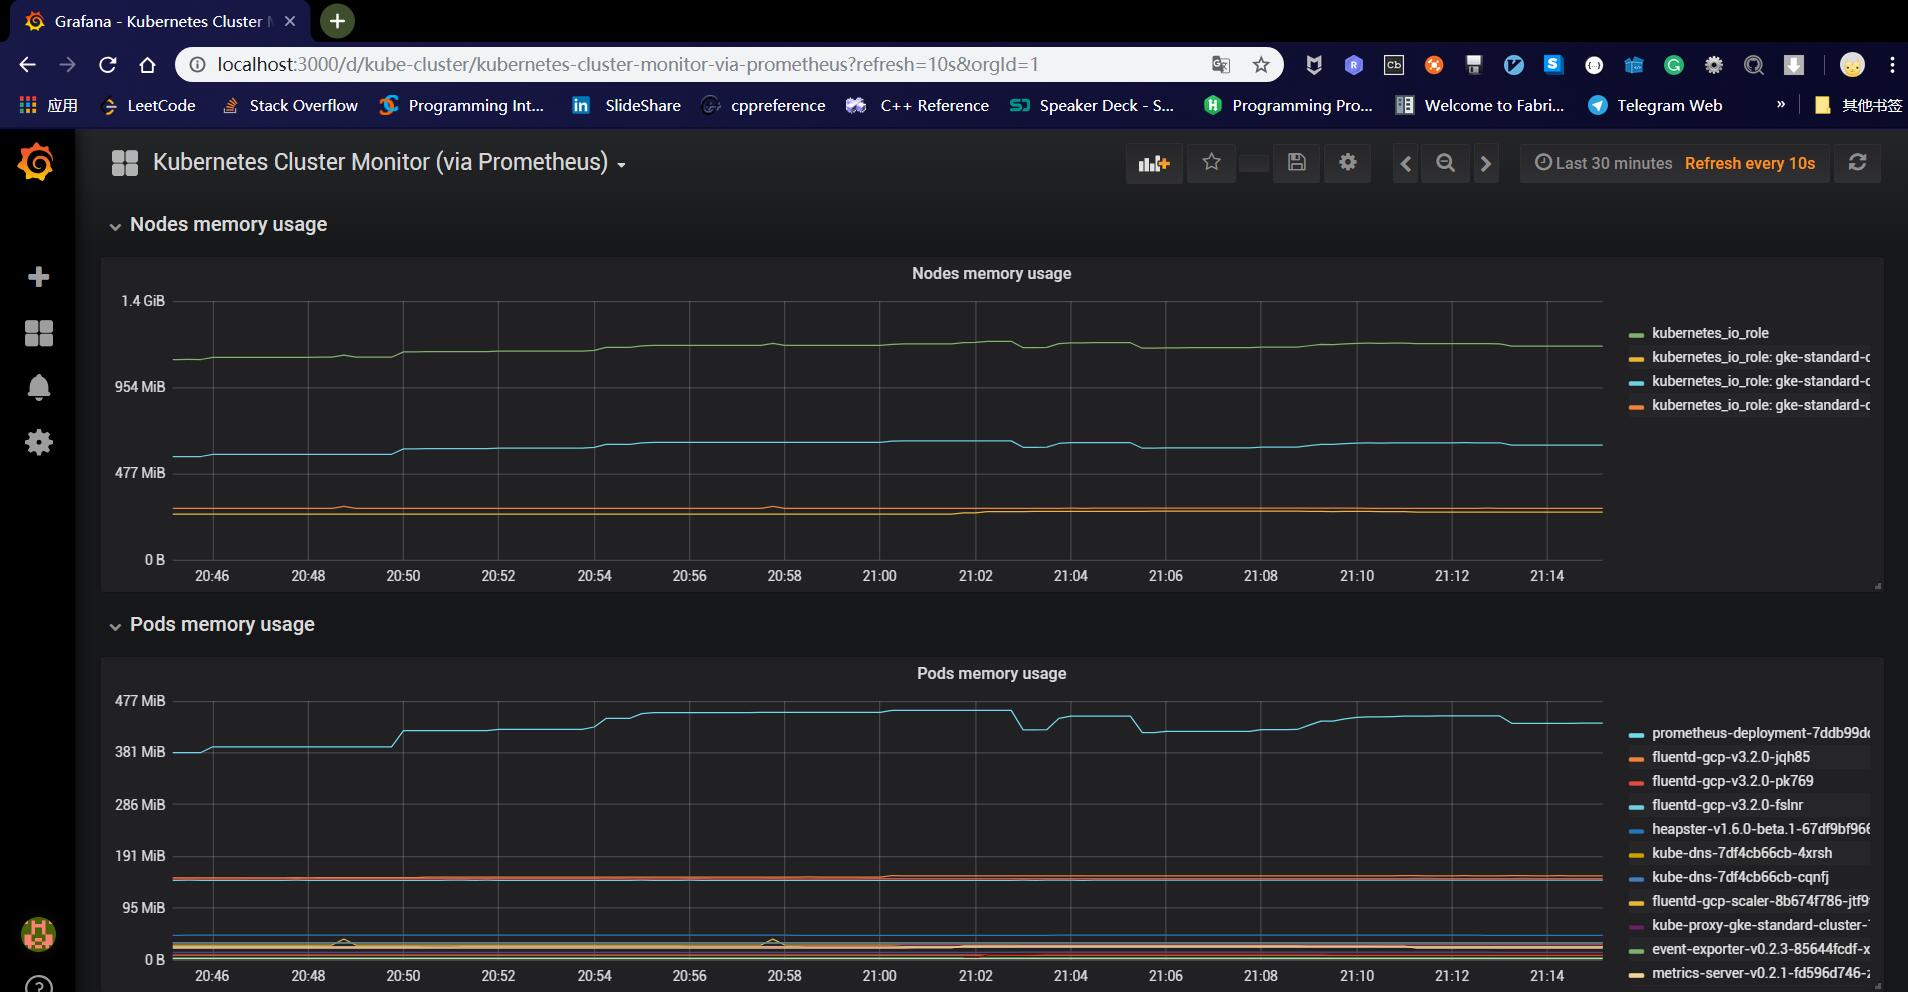 Grafana - Kubernetes Cluster
localhost:3000/d/kube-cluster/kubernetes-cluster-monitor-via-prometheus?refresh=10s&orgId=1
应用 LeetCode Stack Overflow Programming Int... SlideShare cppreference C++ Reference Speaker Deck - S... Programming Pro... Welcome to Fabri... Telegram Web » 其他书签
Kubernetes Cluster Monitor (via Prometheus)
Last 30 minutes Refresh every 10s
Nodes memory usage
Nodes memory usage
1.4 GiB
954 MiB
477 MiB
0 B
20:46 20:48 20:50 20:52 20:54 20:56 20:58 21:00 21:02 21:04 21:06 21:08 21:10 21:12 21:14
kubernetes_io_role
kubernetes_io_role: gke-standard-c
kubernetes_io_role: gke-standard-c
kubernetes_io_role: gke-standard-c
Pods memory usage
Pods memory usage
477 MiB
381 MiB
286 MiB
191 MiB
95 MiB
0 B
20:46 20:48 20:50 20:52 20:54 20:56 20:58 21:00 21:02 21:04 21:06 21:08 21:10 21:12 21:14
prometheus-deployment-7ddb99dc
fluentd-gcp-v3.2.0-jqh85
fluentd-gcp-v3.2.0-pk769
fluentd-gcp-v3.2.0-fslnr
heapster-v1.6.0-beta.1-67df9bf966
kube-dns-7df4cb66cb-4xrsh
kube-dns-7df4cb66cb-cqnfj
fluentd-gcp-scaler-8b674f786-jtf9
kube-proxy-gke-standard-cluster-
event-exporter-v0.2.3-85644fcdf-x
metrics-server-v0.2.1-fd596d746-z